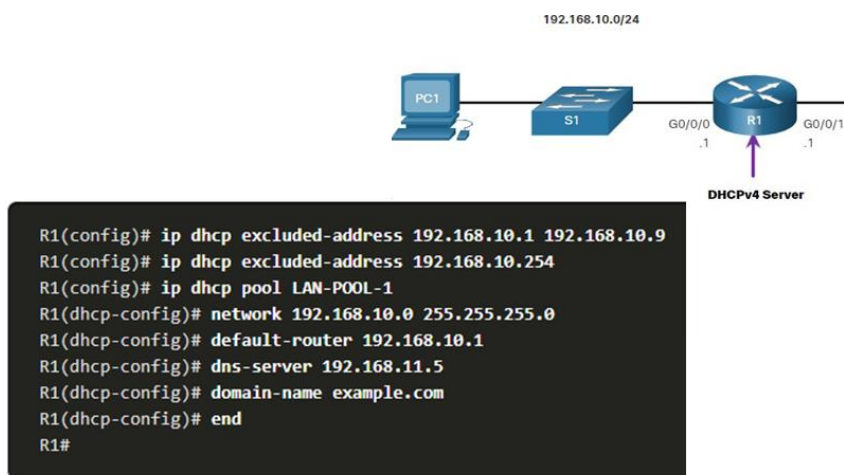 192.168.10.0/24
PC1
S1
G0/0/0
R1
G0/0/1
.1
.1
DHCPv4 Server
R1(config)# ip dhcp excluded-address 192.168.10.1 192.168.10.9
R1(config)# ip dhcp excluded-address 192.168.10.254
R1(config)# ip dhcp pool LAN-POOL-1
R1(dhcp-config)# network 192.168.10.0 255.255.255.0
R1(dhcp-config)# default-router 192.168.10.1
R1(dhcp-config)# dns-server 192.168.11.5
R1(dhcp-config)# domain-name example.com
R1(dhcp-config)# end
R1#